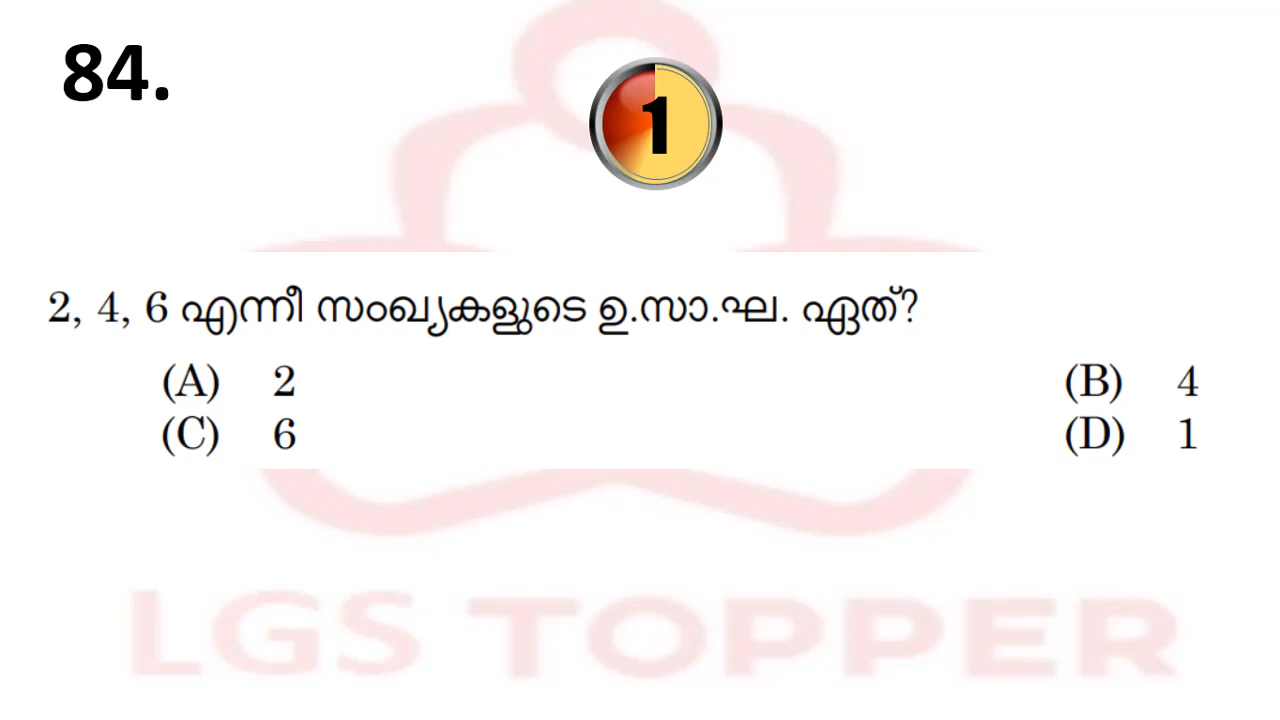 84.
1
2, 4, 6 എന്നീ സംഖ്യകളുടെ ഉ.സാ.ഘ. ഏത്?
(A) 2 (B) 4
(C) 6 (D) 1
LGS TOPPER